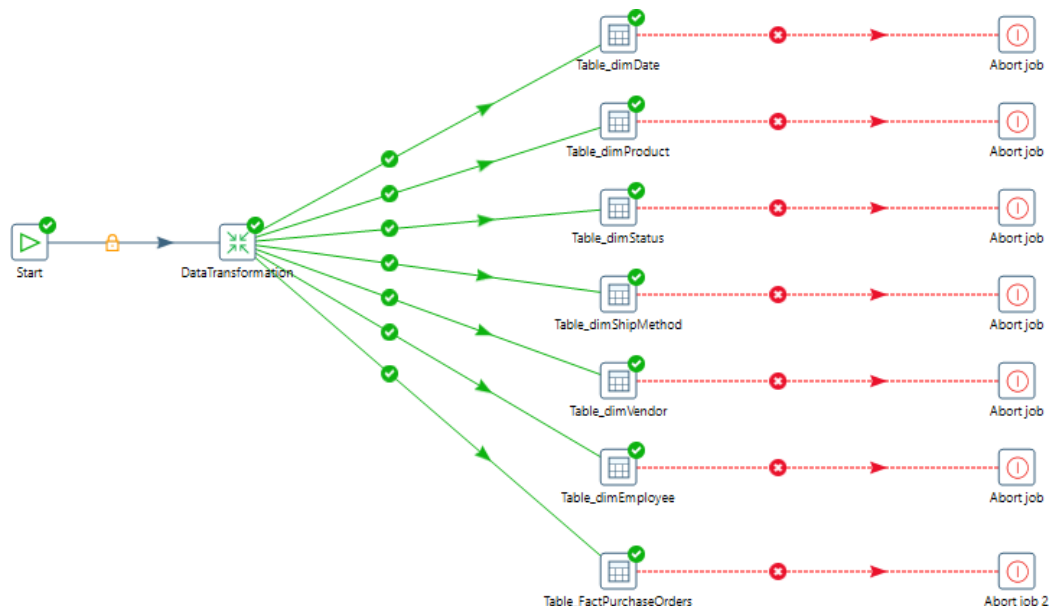 Table_dimDate
Abort job
Table_dimProduct
Abort job
Table_dimStatus
Abort job
Start
DataTransformation
Table_dimShipMethod
Abort job
Table_dimVendor
Abort job
Table_dimEmployee
Abort job
Table_FactPurchaseOrders
Abort job 2